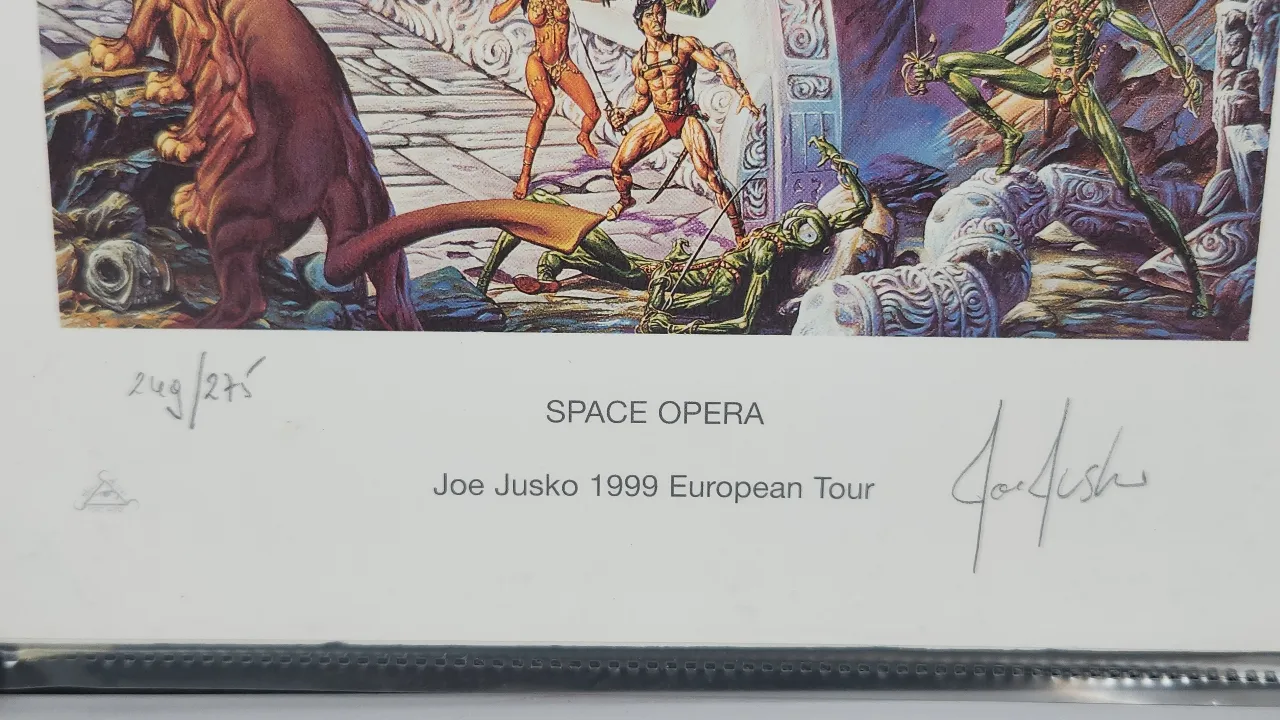 249/275
SPACE OPERA
Joe Jusko 1999 European Tour
Joe Jusko